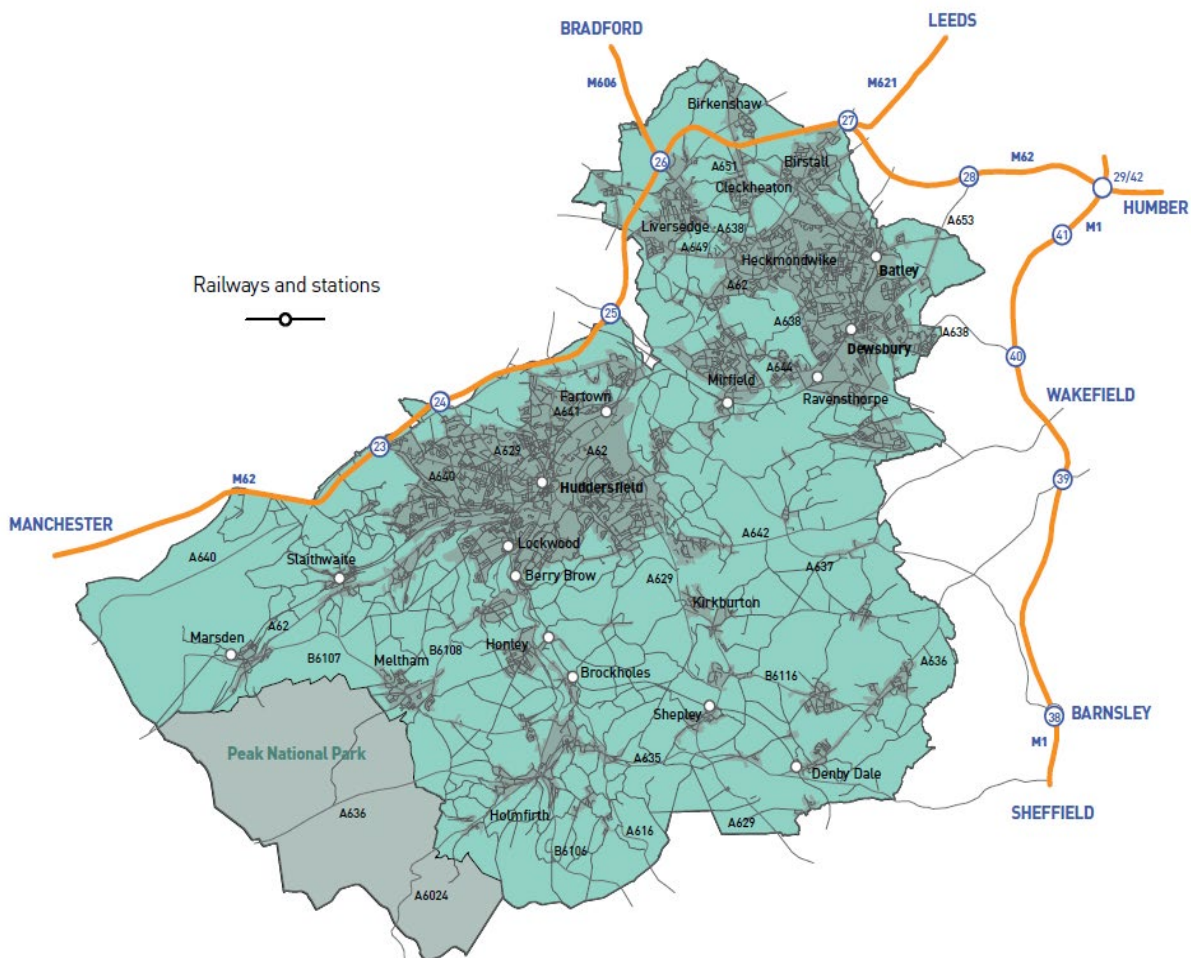 LEEDS
BRADFORD
M606
M621
Birkenshaw
27
26
Birstall
A651
28
M62
29/42
Cleckheaton
HUMBER
A653
M1
Liversedge
A638
41
A649
Heckmondwike
Batley
Railways and stations
A62
25
A638
A638
Dewsbury
40
Mirfield
A644
Fartown
Ravensthorpe
WAKEFIELD
24
A641
23
A629
A62
A640
39
M62
Huddersfield
MANCHESTER
A642
Lockwood
A640
Slaithwaite
A637
Berry Brow
A629
Kirkburton
A62
Marsden
Honley
B6108
B6107
Meltham
A636
Brockholes
B6116
Shepley
38
BARNSLEY
M1
Peak National Park
A635
Denby Dale
A636
Holmfirth
SHEFFIELD
A616
A629
B6106
A6024